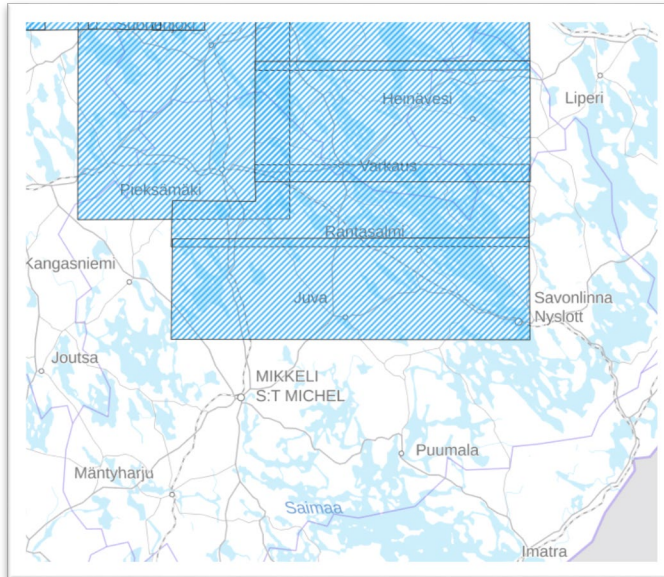 Heinävesi
Liperi
Varkaus
Pieksämäki
Rantasalmi
Kangasniemi
Juva
Savonlinna
Nyslott
Joutsa
MIKKELI
S:T MICHEL
Puumala
Mäntyharju
Saimaa
Imatra